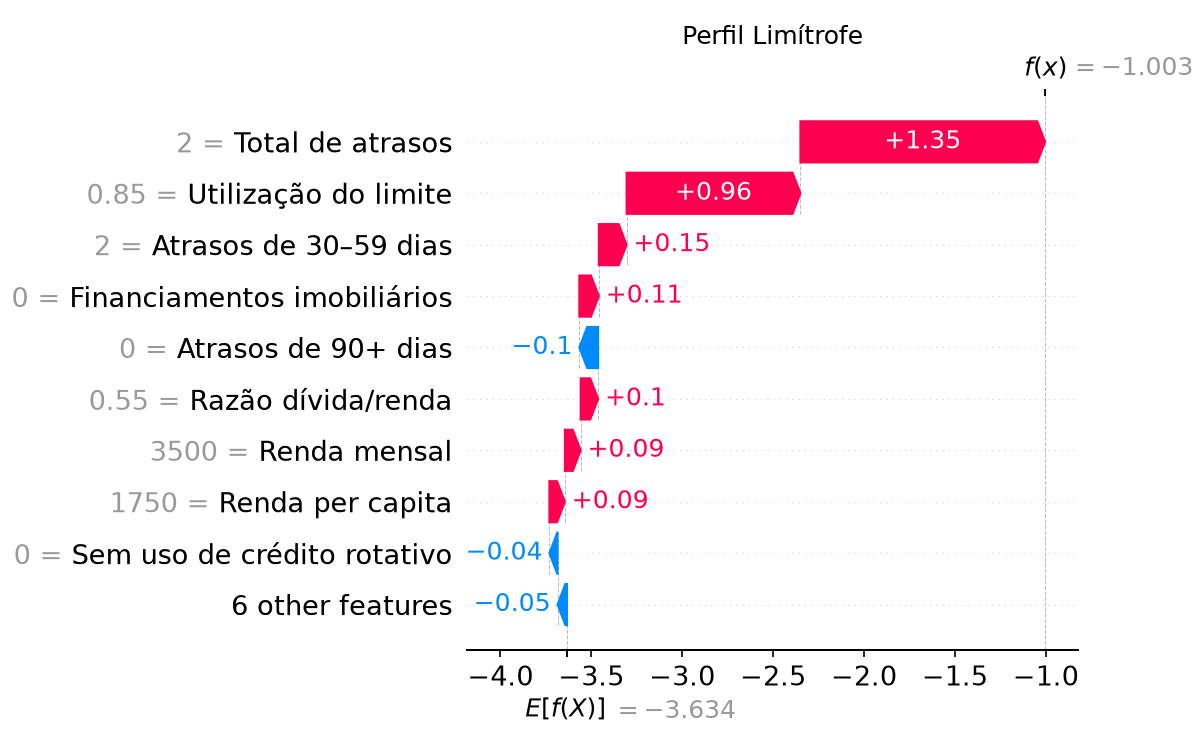 Perfil Limítrofe
f(x) = −1.003
2 = Total de atrasos
+1.35
0.85 = Utilização do limite
+0.96
2 = Atrasos de 30–59 dias
+0.15
0 = Financiamentos imobiliários
+0.11
0 = Atrasos de 90+ dias
−0.1
0.55 = Razão dívida/renda
+0.1
3500 = Renda mensal
+0.09
1750 = Renda per capita
+0.09
0 = Sem uso de crédito rotativo
−0.04
6 other features
−0.05
−4.0 −3.5 −3.0 −2.5 −2.0 −1.5 −1.0
E[f(X)] = −3.634